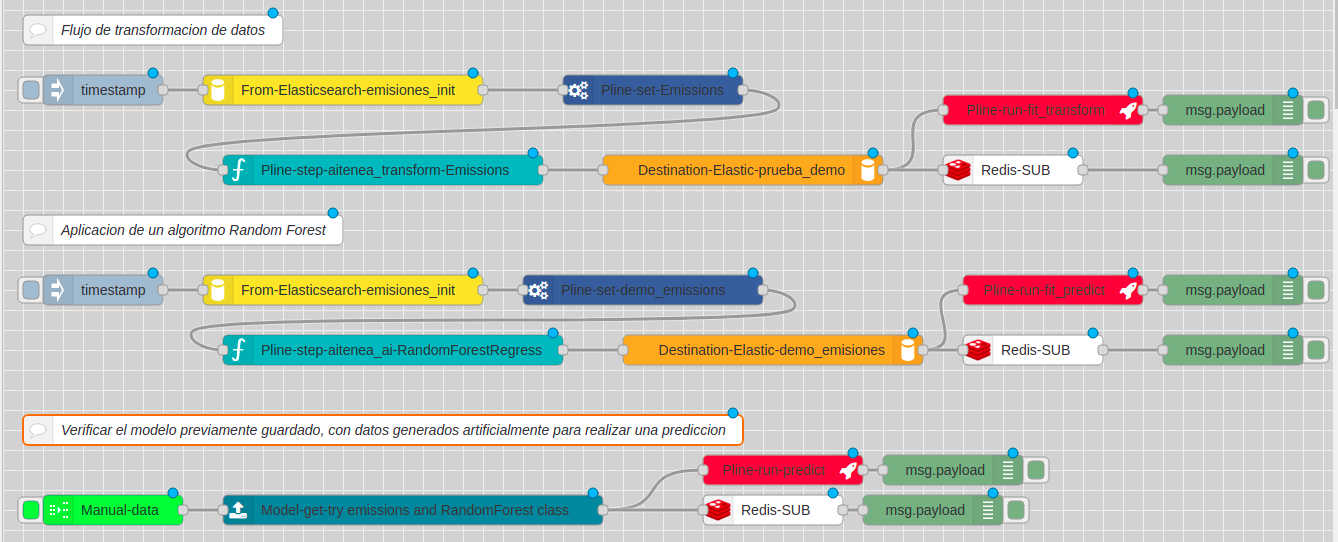 Flujo de transformacion de datos
timestamp
From-Elasticsearch-emisiones_init
Pline-set-Emissions
Pline-run-fit_transform
msg.payload
Pline-step-aitenea_transform-Emissions
Destination-Elastic-prueba_demo
Redis-SUB
msg.payload
Aplicacion de un algoritmo Random Forest
timestamp
From-Elasticsearch-emisiones_init
Pline-set-demo_emissions
Pline-run-fit_predict
msg.payload
Pline-step-aitenea_ai-RandomForestRegress
Destination-Elastic-demo_emisiones
Redis-SUB
msg.payload
Verificar el modelo previamente guardado, con datos generados artificialmente para realizar una prediccion
Pline-run-predict
msg.payload
Manual-data
Model-get-try emissions and RandomForest class
Redis-SUB
msg.payload